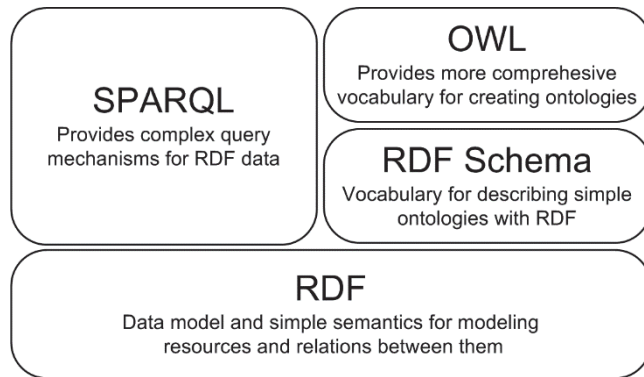 SPARQL
Provides complex query
mechanisms for RDF data
OWL
Provides more comprehesive
vocabulary for creating ontologies
RDF Schema
Vocabulary for describing simple
ontologies with RDF
RDF
Data model and simple semantics for modeling
resources and relations between them